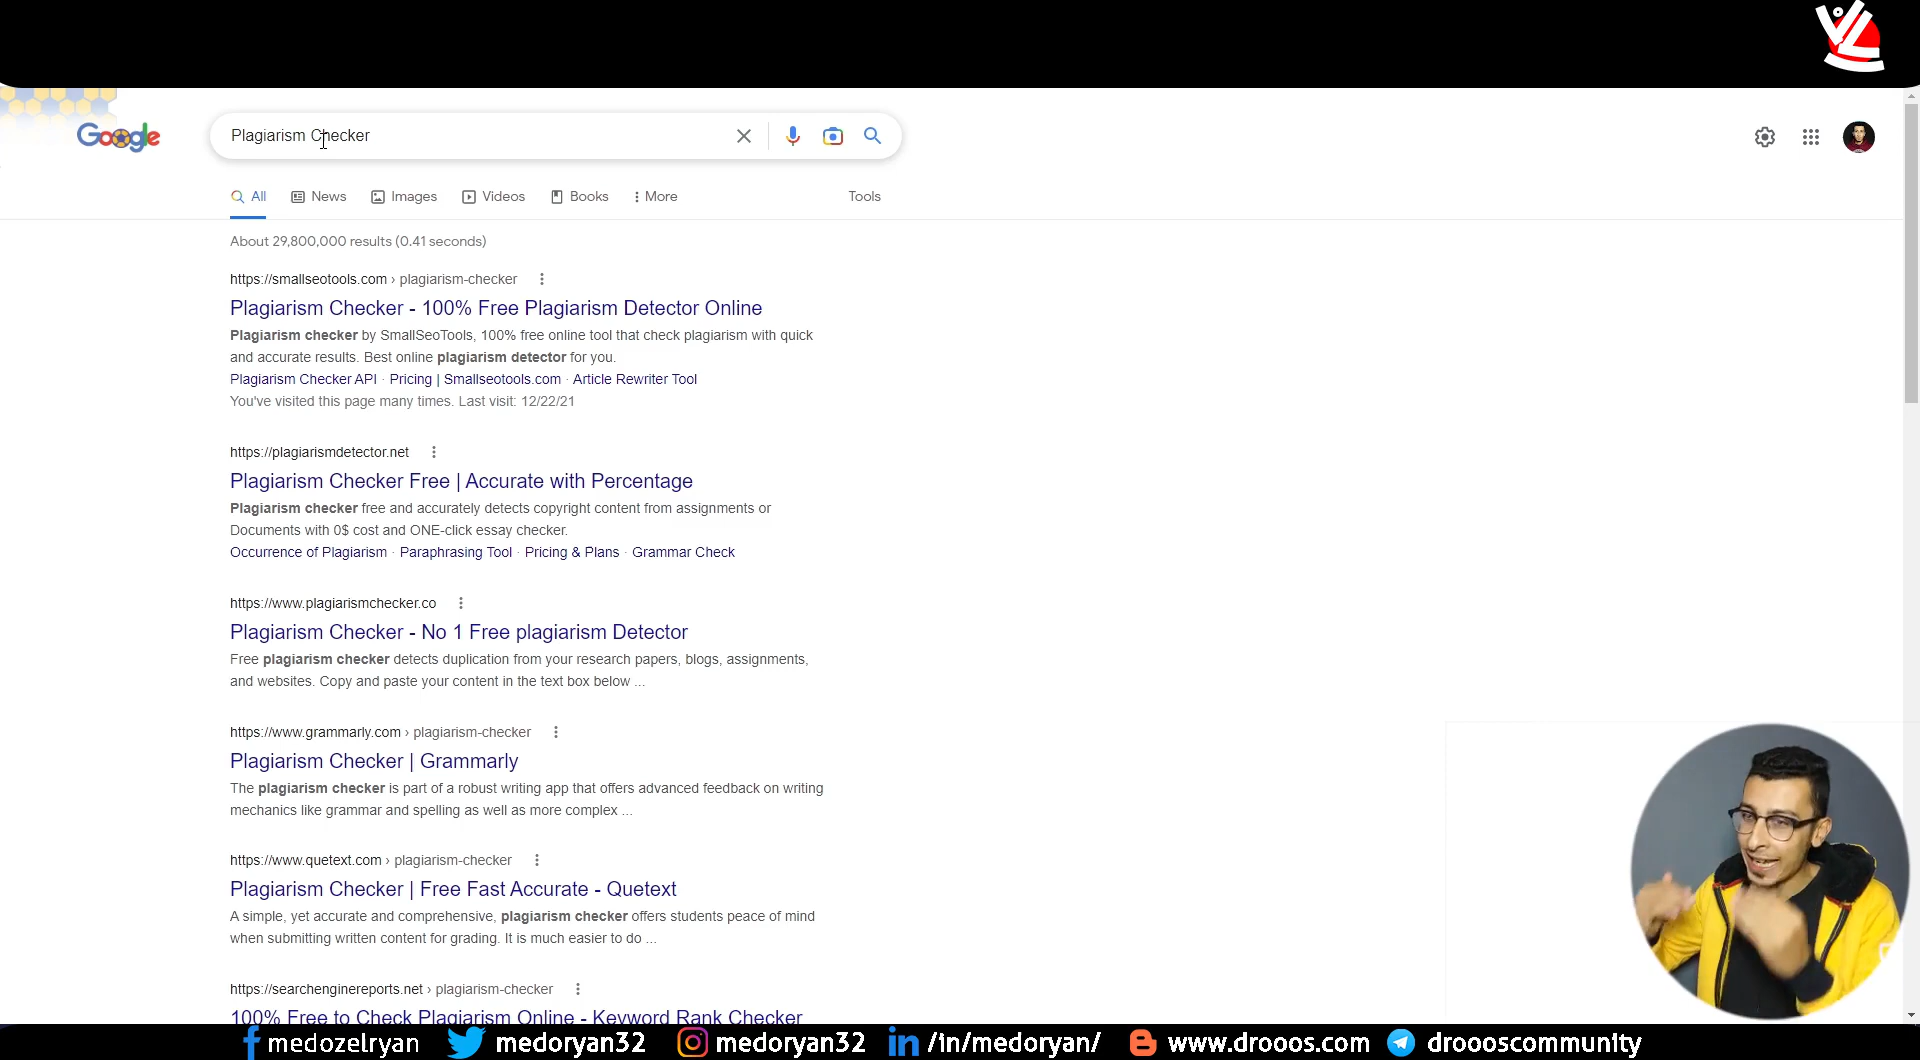 Google
Plagiarism Checker
All
News
Images
Videos
Books
More
Tools
About 29,800,000 results (0.41 seconds)
https://smallseotools.com › plagiarism-checker
Plagiarism Checker - 100% Free Plagiarism Detector Online
Plagiarism checker by SmallSeoTools, 100% free online tool that check plagiarism with quick
and accurate results. Best online plagiarism detector for you.
Plagiarism Checker API · Pricing | Smallseotools.com · Article Rewriter Tool
You've visited this page many times. Last visit: 12/22/21
https://plagiarismdetector.net
Plagiarism Checker Free | Accurate with Percentage
Plagiarism checker free and accurately detects copyright content from assignments or
Documents with 0$ cost and ONE-click essay checker.
Occurrence of Plagiarism · Paraphrasing Tool · Pricing & Plans · Grammar Check
https://www.plagiarismchecker.co
Plagiarism Checker - No 1 Free plagiarism Detector
Free plagiarism checker detects duplication from your research papers, blogs, assignments,
and websites. Copy and paste your content in the text box below ...
https://www.grammarly.com › plagiarism-checker
Plagiarism Checker | Grammarly
The plagiarism checker is part of a robust writing app that offers advanced feedback on writing
mechanics like grammar and spelling as well as more complex ...
https://www.quetext.com › plagiarism-checker
Plagiarism Checker | Free Fast Accurate - Quetext
A simple, yet accurate and comprehensive, plagiarism checker offers students peace of mind
when submitting written content for grading. It is much easier to do ...
https://searchenginereports.net › plagiarism-checker
100% Free to Check Plagiarism Online - Keyword Rank Checker
medozelryan medoryan32 medoryan32 /in/medoryan/ www.drooos.com droooscommunity